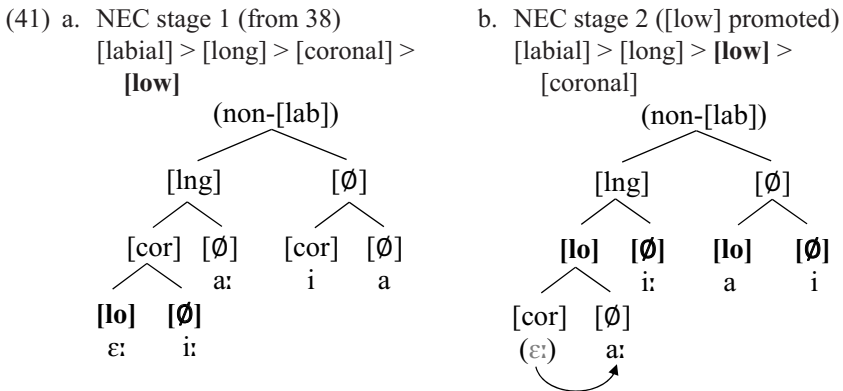 (41) a. NEC stage 1 (from 38)
[labial] > [long] > [coronal] >
[low]
(non-[lab])
[lng] [Ø]
[cor] [Ø] [cor] [Ø]
aː i a
[lo] [Ø]
ɛː iː
b. NEC stage 2 ([low] promoted)
[labial] > [long] > [low] >
[coronal]
(non-[lab])
[lng] [Ø]
[lo] [Ø] [lo] [Ø]
iː a i
[cor] [Ø]
(ɛː) aː